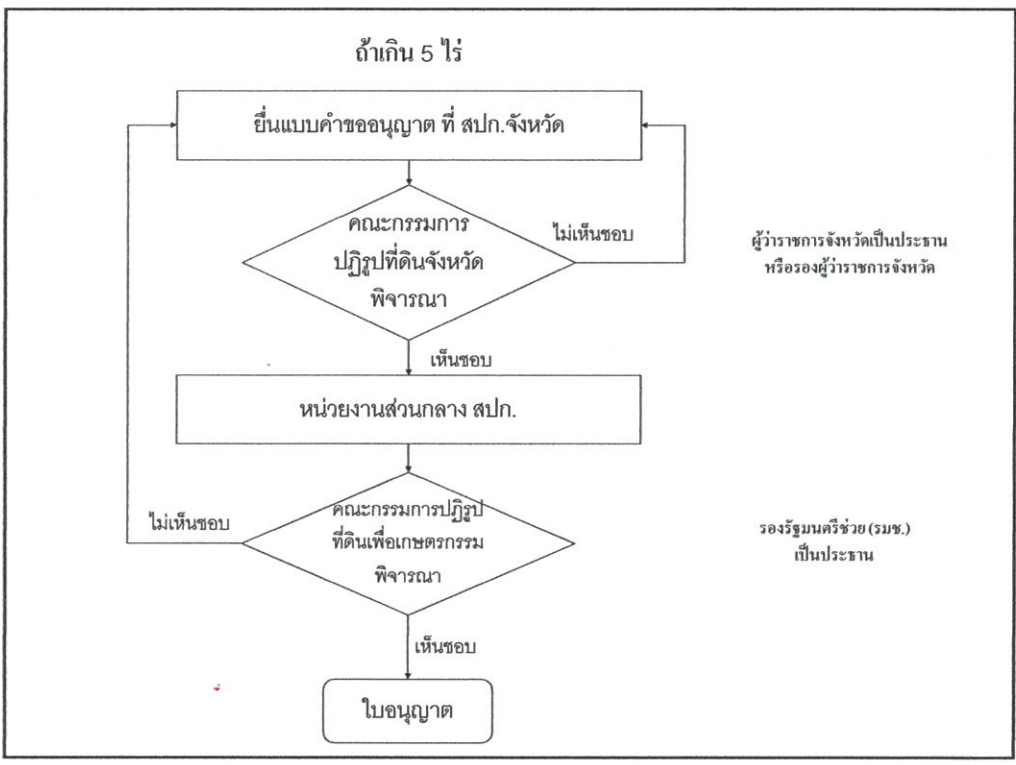 ถ้าเกิน 5 ไร่
ยื่นแบบคำขออนุญาต ที่ สปก.จังหวัด
คณะกรรมการ
ปฏิรูปที่ดินจังหวัด
พิจารณา
ไม่เห็นชอบ
ผู้ว่าราชการจังหวัดเป็นประธาน
หรือรองผู้ว่าราชการจังหวัด
เห็นชอบ
หน่วยงานส่วนกลาง สปก.
ไม่เห็นชอบ
คณะกรรมการปฏิรูป
ที่ดินเพื่อเกษตรกรรม
พิจารณา
รองรัฐมนตรีช่วย (รมช.)
เป็นประธาน
เห็นชอบ
ใบอนุญาต